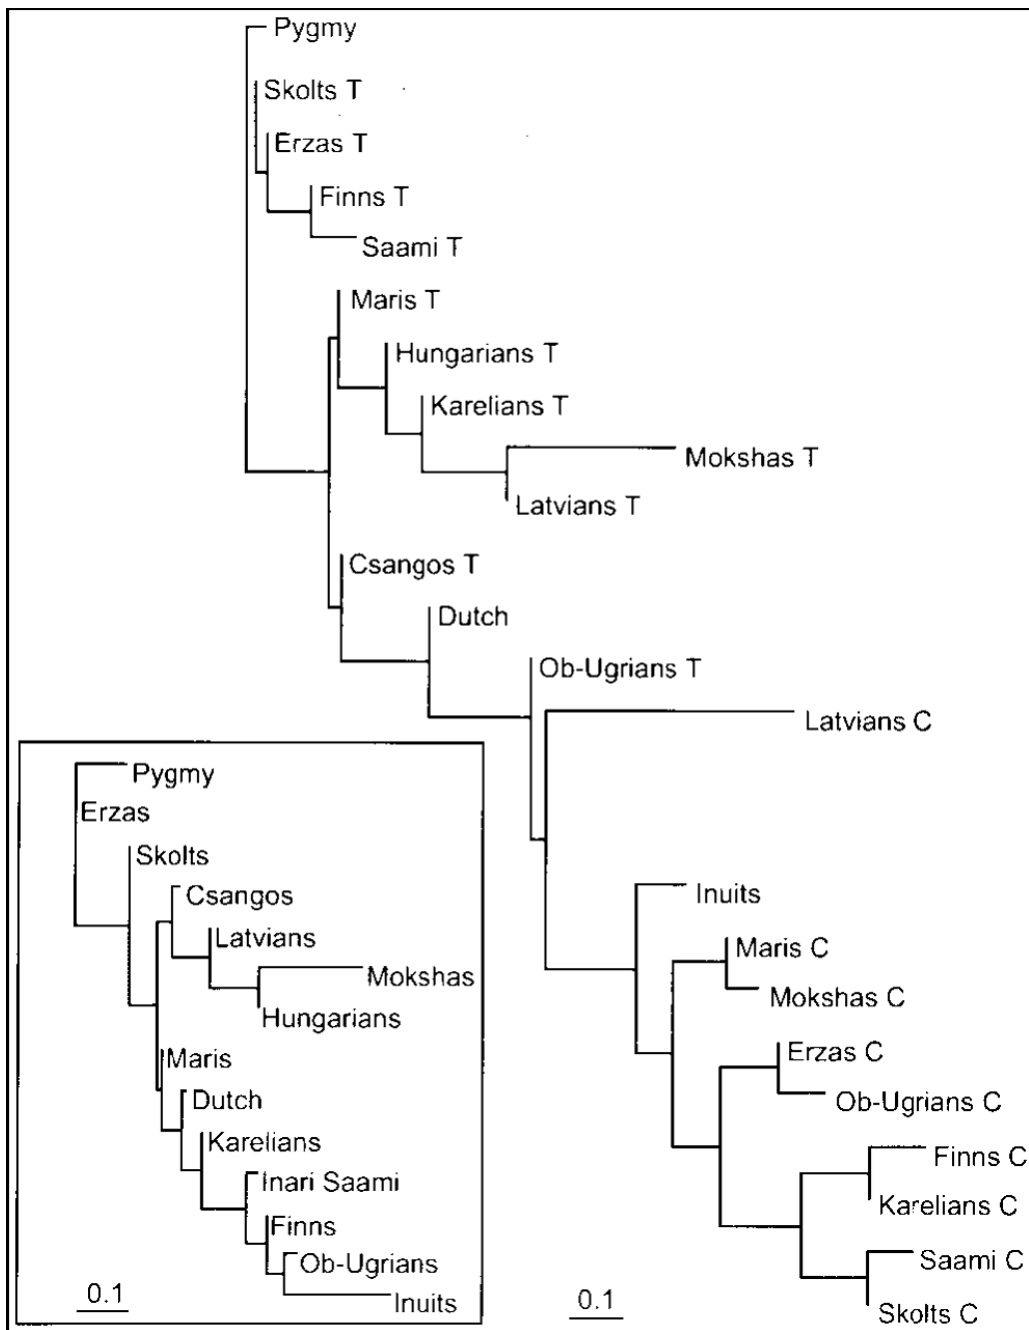 Pygmy
Skolts T
Erzas T
Finns T
Saami T
Maris T
Hungarians T
Karelians T
Mokshas T
Latvians T
Csangos T
Dutch
Ob-Ugrians T
Latvians C
Inuits
Maris C
Mokshas C
Erzas C
Ob-Ugrians C
Finns C
Karelians C
Saami C
Skolts C
0.1
Pygmy
Erzas
Skolts
Csangos
Latvians
Mokshas
Hungarians
Maris
Dutch
Karelians
Inari Saami
Finns
Ob-Ugrians
Inuits
0.1